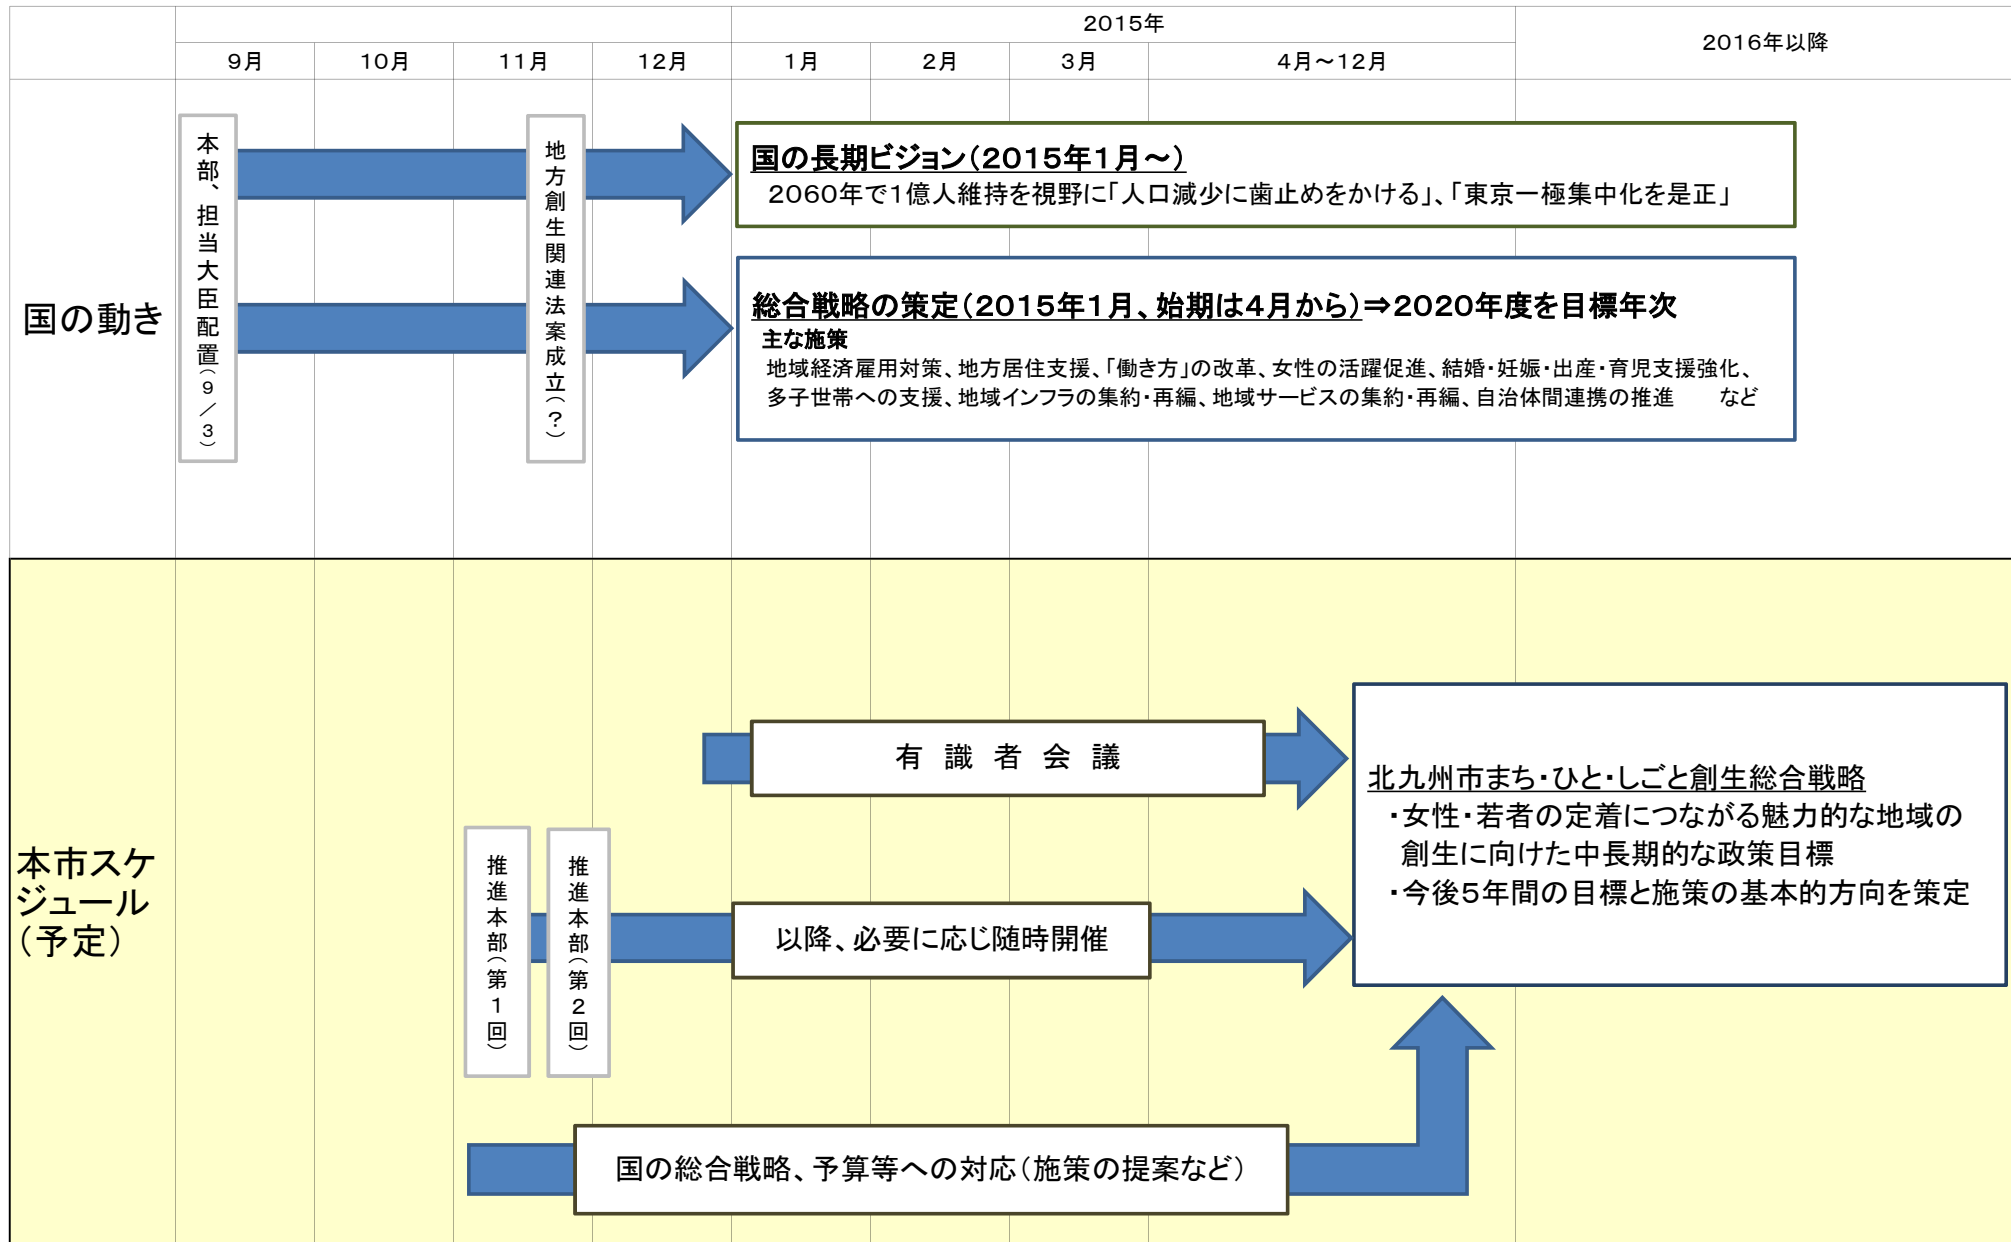 2015年
2016年以降
9月
10月
11月
12月
1月
2月
3月
4月～12月
国の動き
本部、担当大臣配置（9／3）
地方創生関連法案成立（？）
国の長期ビジョン（2015年1月～）
2060年で1億人維持を視野に「人口減少に歯止めをかける」、「東京一極集中化を是正」
総合戦略の策定（2015年1月、始期は4月から）⇒2020年度を目標年次
主な施策
地域経済雇用対策、地方居住支援、「働き方」の改革、女性の活躍促進、結婚・妊娠・出産・育児支援強化、
多子世帯への支援、地域インフラの集約・再編、地域サービスの集約・再編、自治体間連携の推進　　など
本市スケ
ジュール
（予定）
有 識 者 会 議
推進本部（第1回）
推進本部（第2回）
以降、必要に応じ随時開催
国の総合戦略、予算等への対応（施策の提案など）
北九州市まち・ひと・しごと創生総合戦略
・女性・若者の定着につながる魅力的な地域の
創生に向けた中長期的な政策目標
・今後5年間の目標と施策の基本的方向を策定